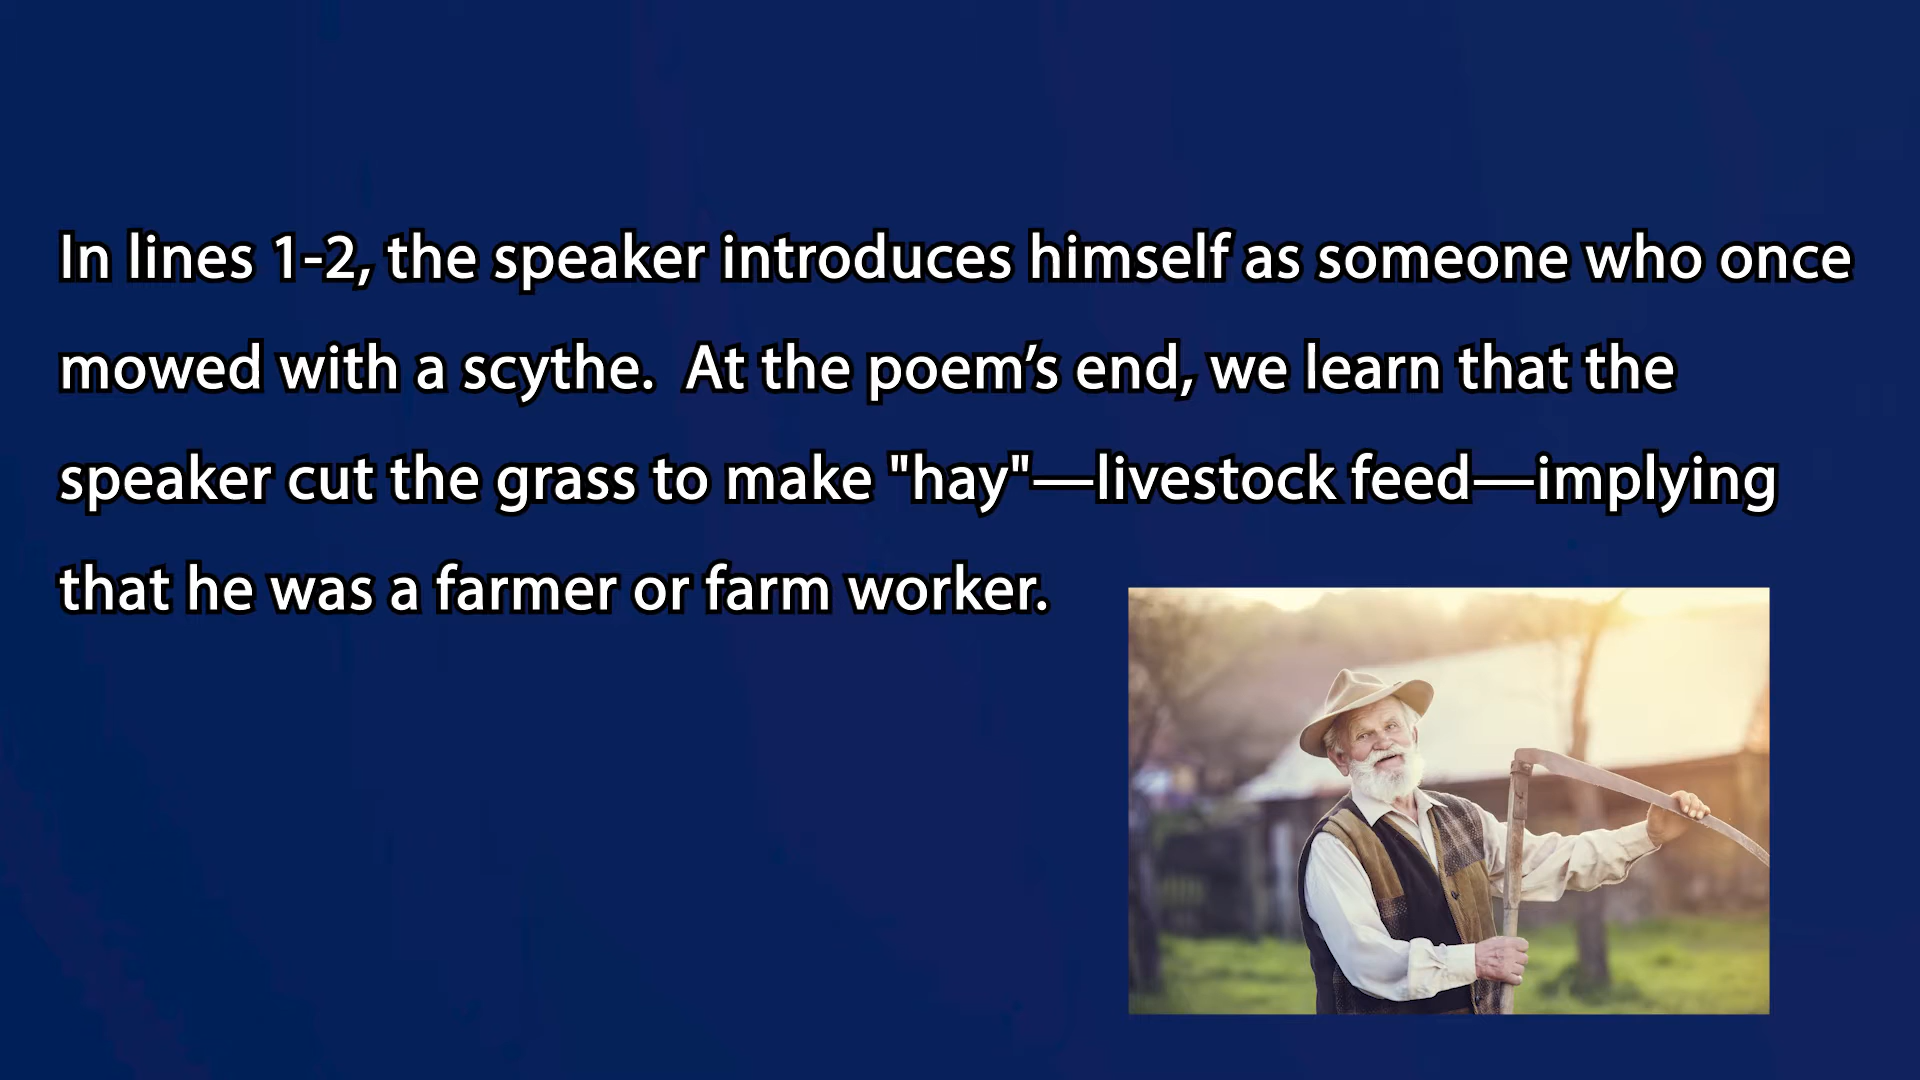 In lines 1-2, the speaker introduces himself as someone who once
mowed with a scythe.  At the poem’s end, we learn that the
speaker cut the grass to make "hay"—livestock feed—implying
that he was a farmer or farm worker.